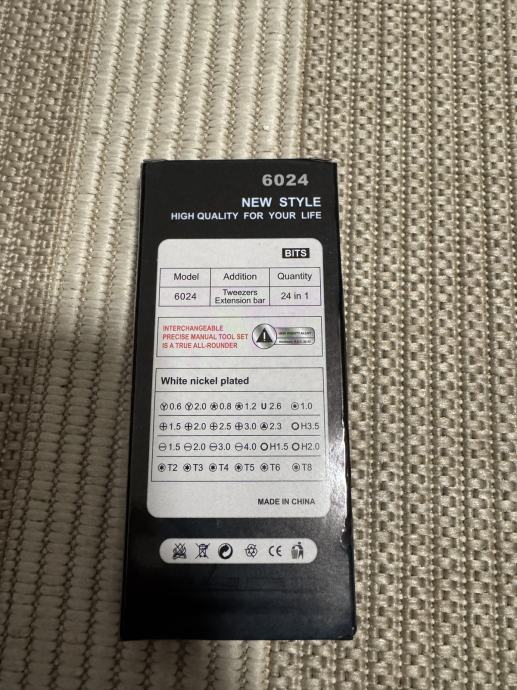 6024
NEW STYLE
HIGH QUALITY FOR YOUR LIFE
BITS
Model Addition Quantity
6024 Tweezers Extension bar 24 in 1
INTERCHANGEABLE
PRECISE MANUAL TOOL SET
IS A TRUE ALL-ROUNDER
White nickel plated
0.6 2.0 0.8 1.2 U 2.6 1.0
1.5 2.0 2.5 3.0 2.3 H3.5
1.5 2.0 3.0 4.0 H1.5 H2.0
T2 T3 T4 T5 T6 T8
MADE IN CHINA
CE